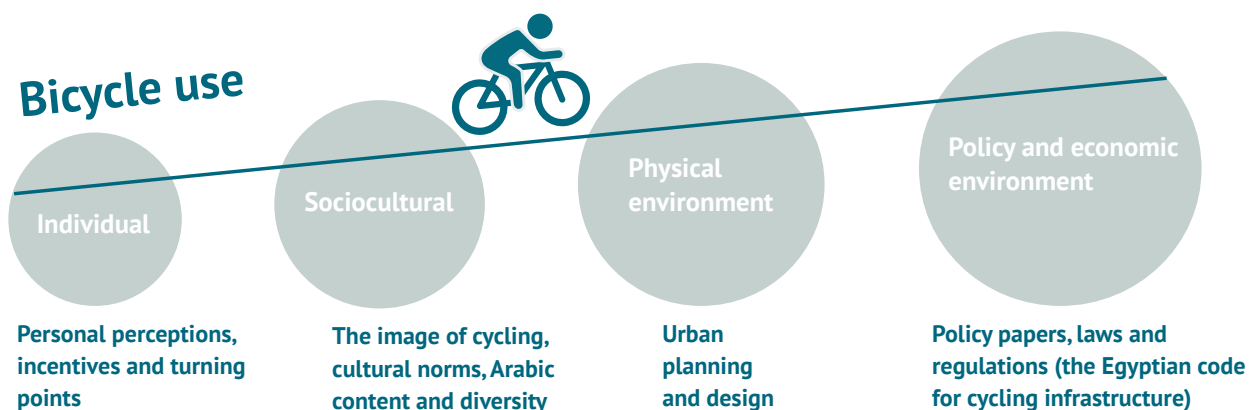 Bicycle use
Individual
Sociocultural
Physical
environment
Policy and economic
environment
Personal perceptions,
incentives and turning
points
The image of cycling,
cultural norms, Arabic
content and diversity
Urban
planning
and design
Policy papers, laws and
regulations (the Egyptian code
for cycling infrastructure)